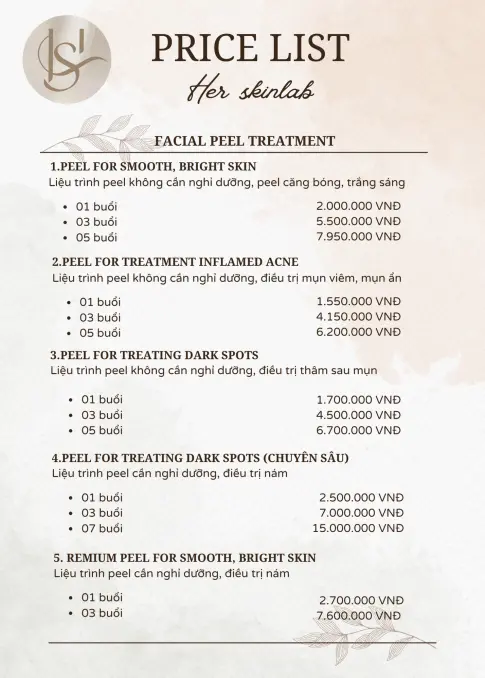 PRICE LIST
Her skinlab
FACIAL PEEL TREATMENT
1.PEEL FOR SMOOTH, BRIGHT SKIN
Liệu trình peel không cần nghỉ dưỡng, peel căng bóng, trắng sáng
• 01 buổi 2.000.000 VNĐ
• 03 buổi 5.500.000 VNĐ
• 05 buổi 7.950.000 VNĐ
2.PEEL FOR TREATMENT INFLAMED ACNE
Liệu trình peel không cần nghỉ dưỡng, điều trị mụn viêm, mụn ẩn
• 01 buổi 1.550.000 VNĐ
• 03 buổi 4.150.000 VNĐ
• 05 buổi 6.200.000 VNĐ
3.PEEL FOR TREATING DARK SPOTS
Liệu trình peel không cần nghỉ dưỡng, điều trị thâm sau mụn
• 01 buổi 1.700.000 VNĐ
• 03 buổi 4.500.000 VNĐ
• 05 buổi 6.700.000 VNĐ
4.PEEL FOR TREATING DARK SPOTS (CHUYÊN SÂU)
Liệu trình peel cần nghỉ dưỡng, điều trị nám
• 01 buổi 2.500.000 VNĐ
• 03 buổi 7.000.000 VNĐ
• 07 buổi 15.000.000 VNĐ
5. REMIUM PEEL FOR SMOOTH, BRIGHT SKIN
Liệu trình peel cần nghỉ dưỡng, điều trị nám
• 01 buổi 2.700.000 VNĐ
• 03 buổi 7.600.000 VNĐ